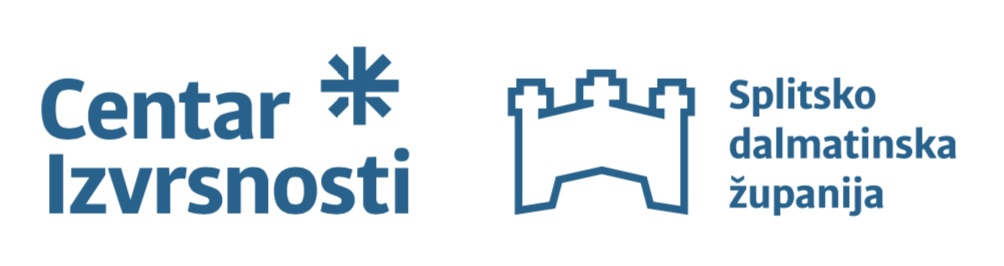 Centar
Izvrsnosti
Splitsko
dalmatinska
županija